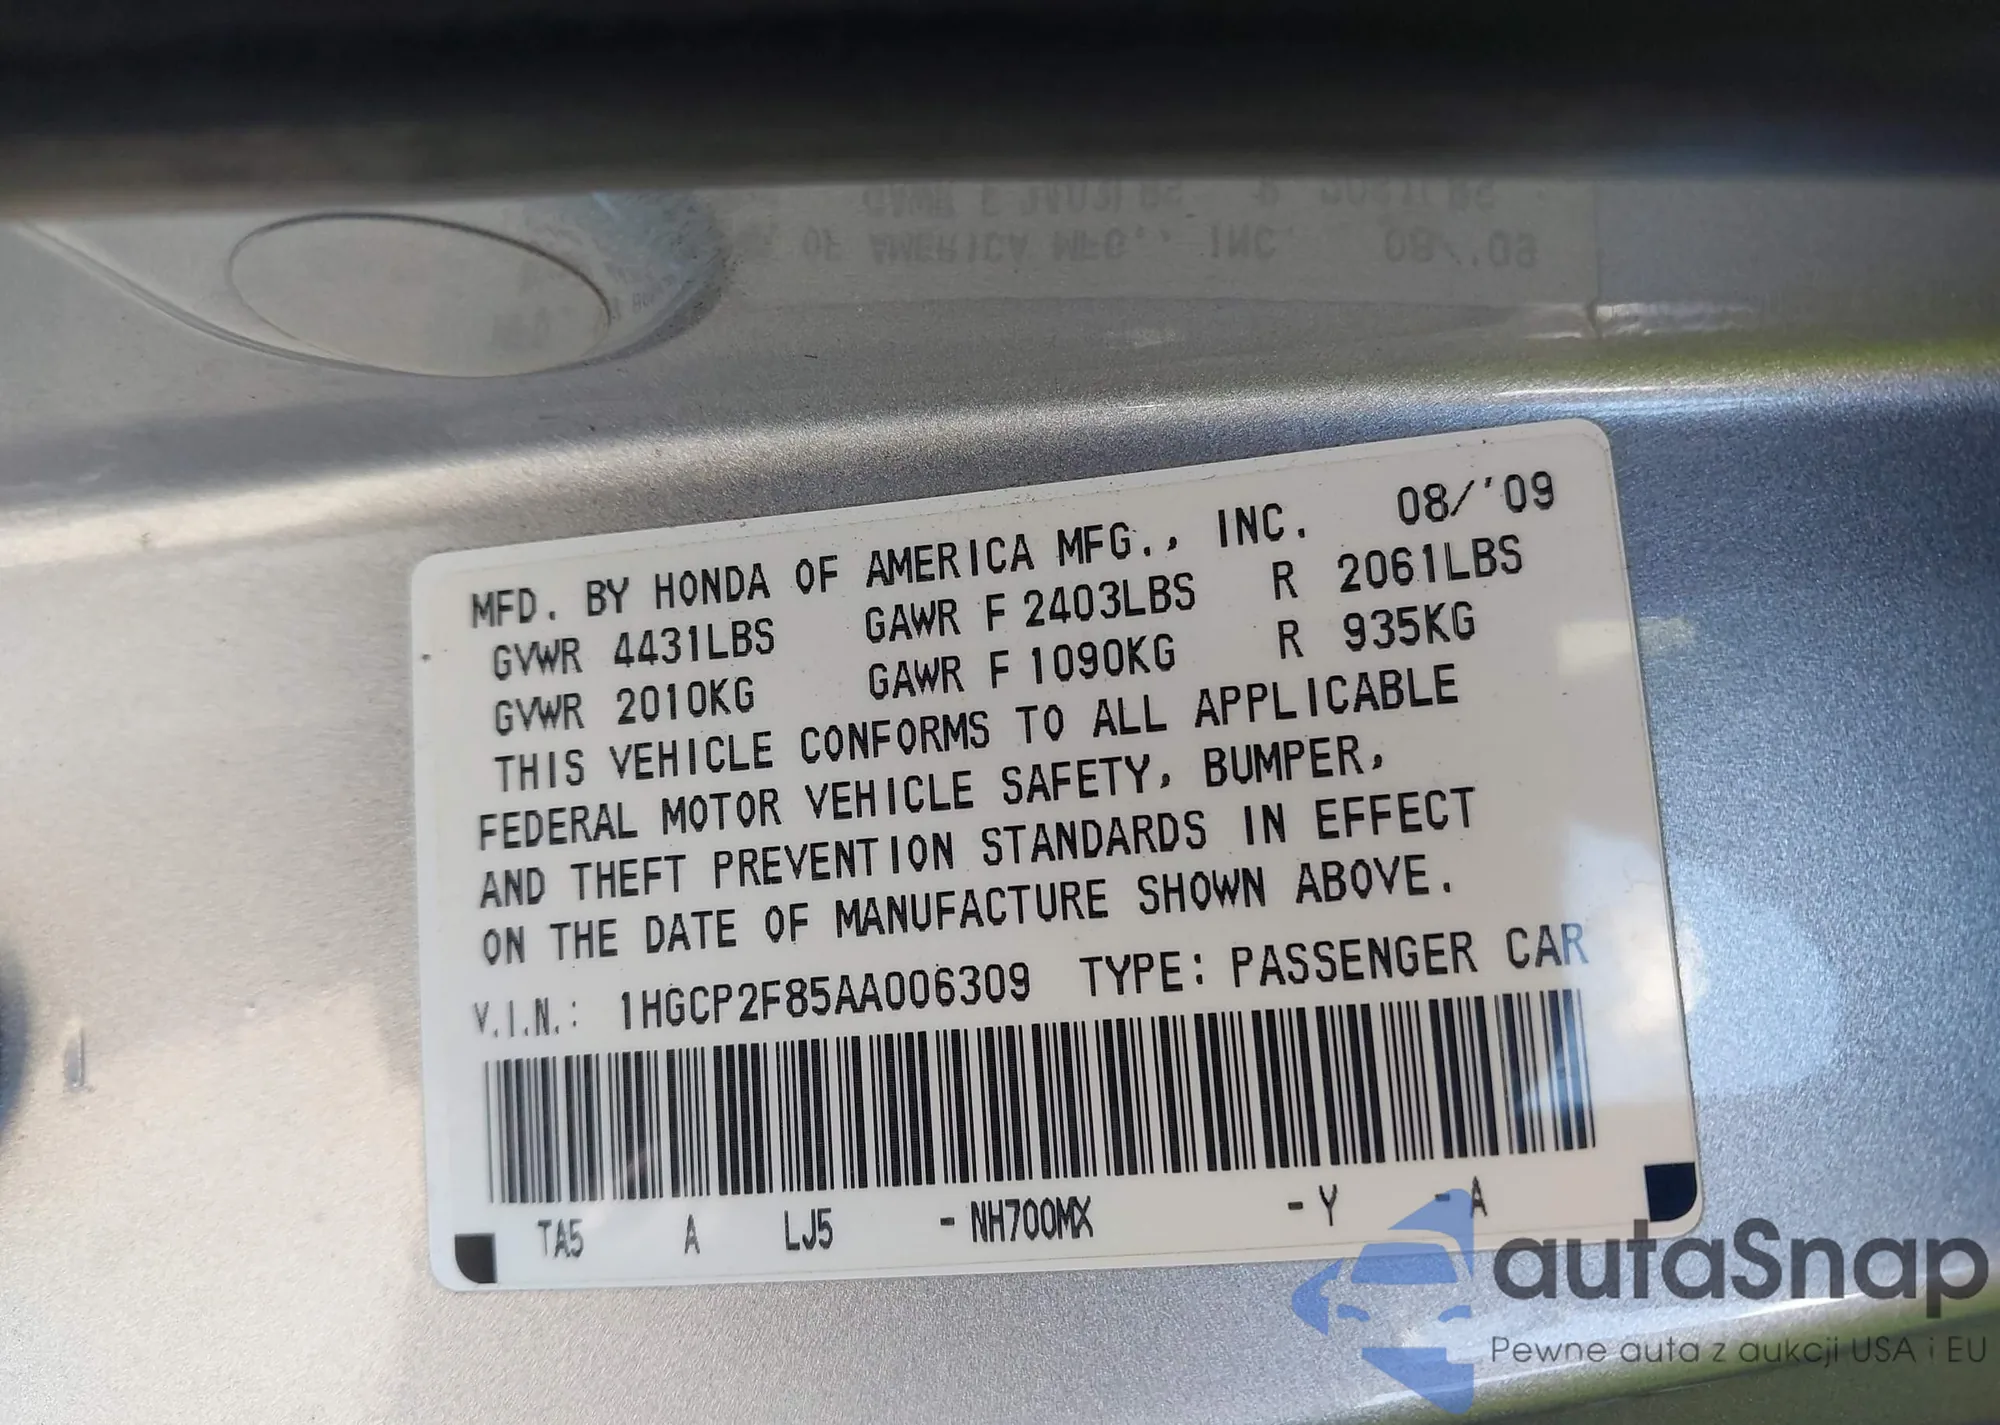 MFD. BY HONDA OF AMERICA MFG., INC. 08/'09
GVWR 4431LBS GAWR F 2403LBS R 2061LBS
GVWR 2010KG GAWR F 1090KG R 935KG
THIS VEHICLE CONFORMS TO ALL APPLICABLE
FEDERAL MOTOR VEHICLE SAFETY, BUMPER,
AND THEFT PREVENTION STANDARDS IN EFFECT
ON THE DATE OF MANUFACTURE SHOWN ABOVE.
V.I.N.: 1HGCP2F85AA006309 TYPE: PASSENGER CAR
TA5 A LJ5 - NH700MX - Y - A
autaSnap
Pewne auta z aukcji USA i EU